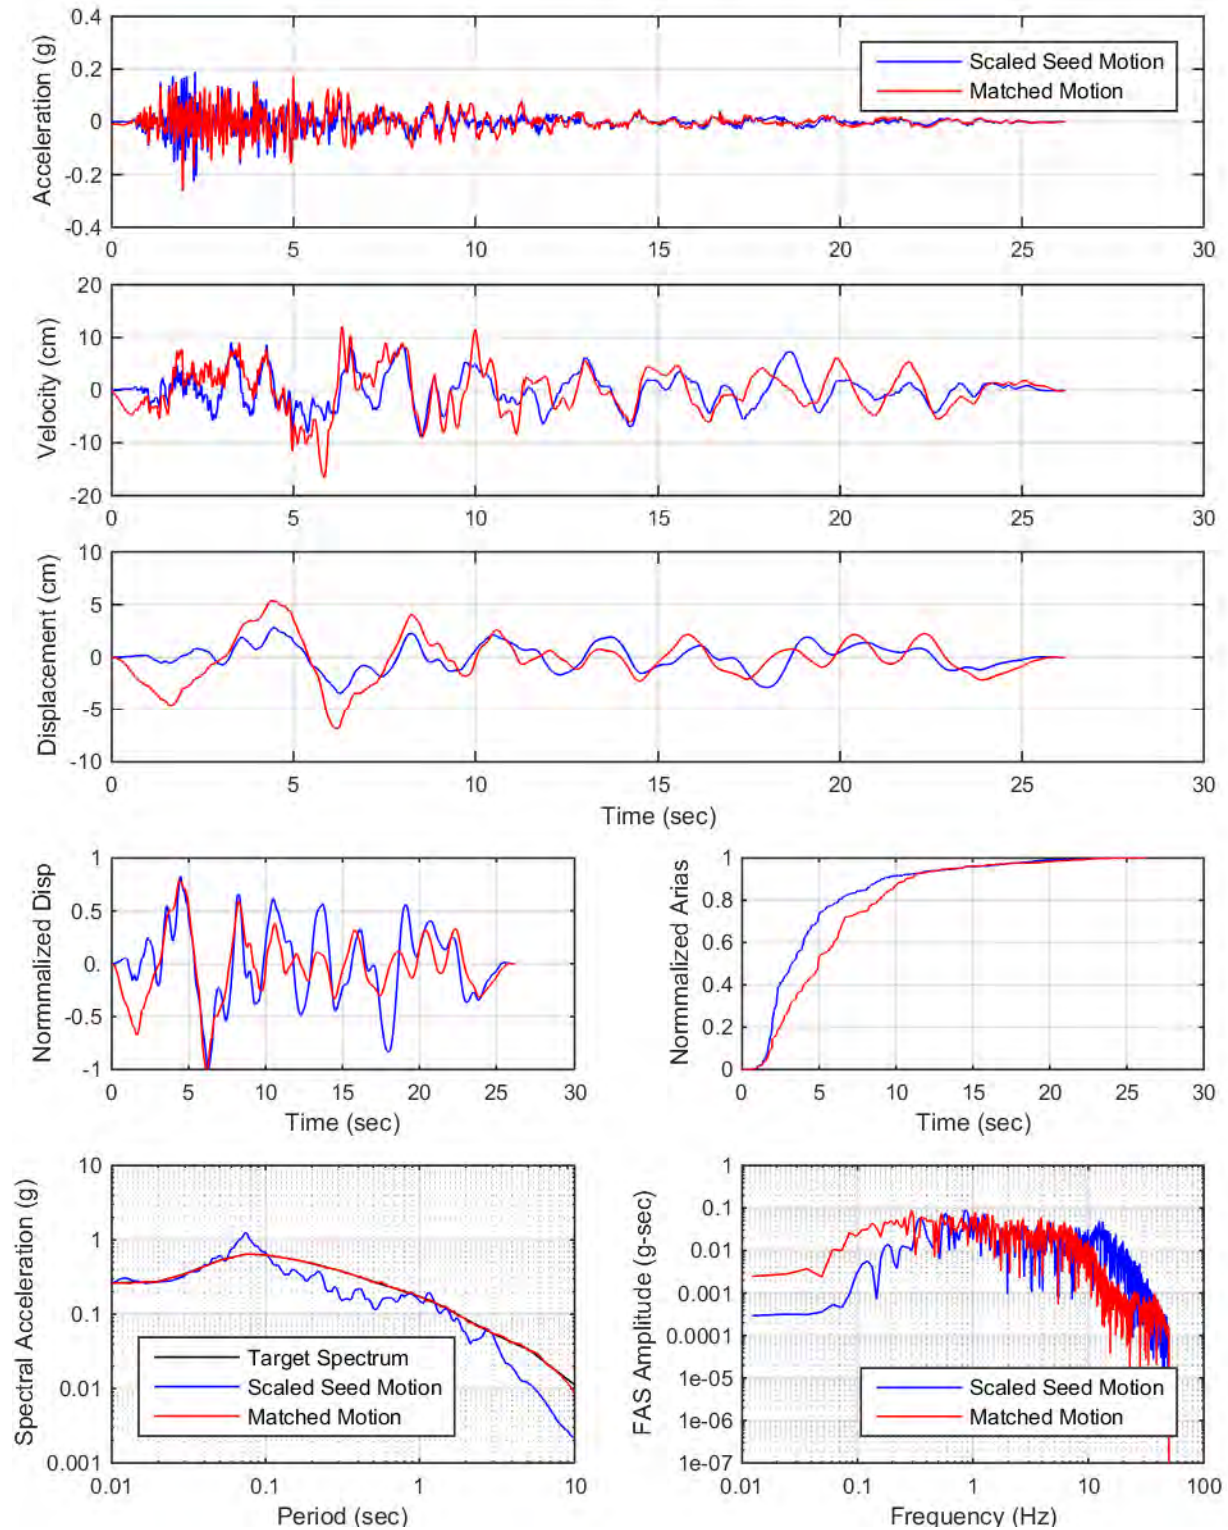 Acceleration (g)
0.4
0.2
0
-0.2
-0.4
Scaled Seed Motion
Matched Motion
0 5 10 15 20 25 30
Velocity (cm)
20
10
0
-10
-20
0 5 10 15 20 25 30
Displacement (cm)
10
5
0
-5
-10
0 5 10 15 20 25 30
Time (sec)
Normmalized Disp
1
0.5
0.
-0.5
-1
0 5 10 15 20 25 30
Time (sec)
Normmalized Arias
1
0.8
0.6
0.4
0.2
0
0 5 10 15 20 25 30
Time (sec)
Spectral Acceleration (g)
10
1
0.1
0.01
0.001
Target Spectrum
Scaled Seed Motion
Matched Motion
0.01 0.1 1 10
Period (sec)
FAS Amplitude (g-sec)
1
0.1
0.01
0.001
0.0001
1e-05
1e-06
1e-07
Scaled Seed Motion
Matched Motion
0.01 0.1 1 10 100
Frequency (Hz)